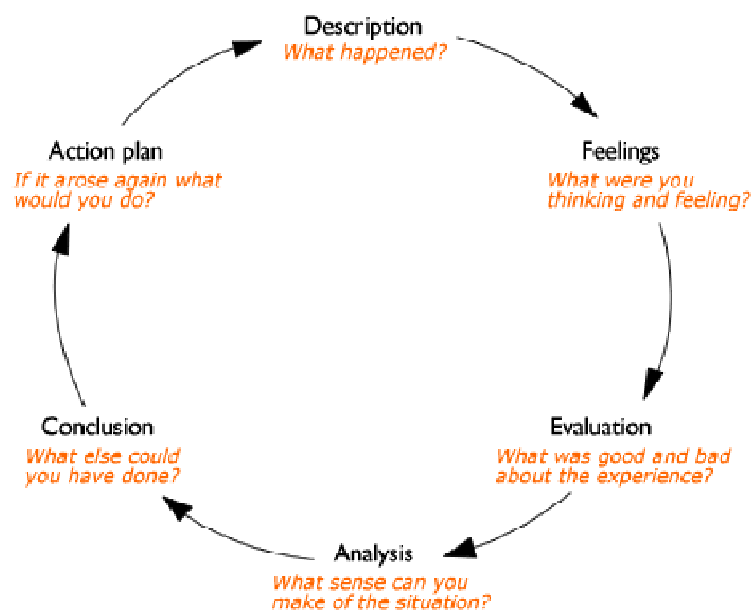 Description
What happened?
Feelings
What were you
thinking and feeling?
Evaluation
What was good and bad
about the experience?
Analysis
What sense can you
make of the situation?
Conclusion
What else could
you have done?
Action plan
If it arose again what
would you do?